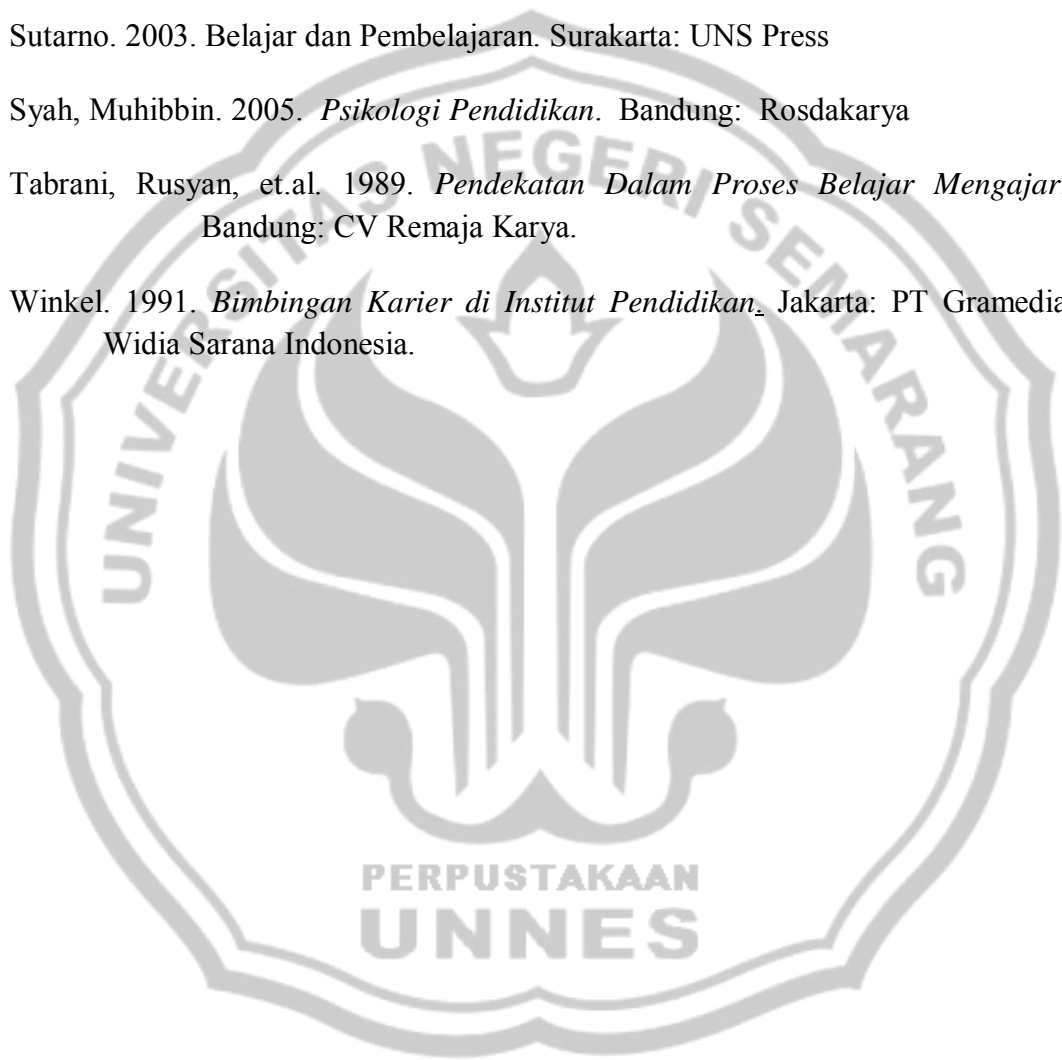 Sutarno. 2003. Belajar dan Pembelajaran. Surakarta: UNS Press
Syah, Muhibbin. 2005. Psikologi Pendidikan. Bandung: Rosdakarya
Tabrani, Rusyan, et.al. 1989. Pendekatan Dalam Proses Belajar Mengajar
Bandung: CV Remaja Karya.
Winkel. 1991. Bimbingan Karier di Institut Pendidikan. Jakarta: PT Gramedia
Widia Sarana Indonesia.
UNIVERSITAS NEGERI SEMARANG
PERPUSTAKAAN
UNNES